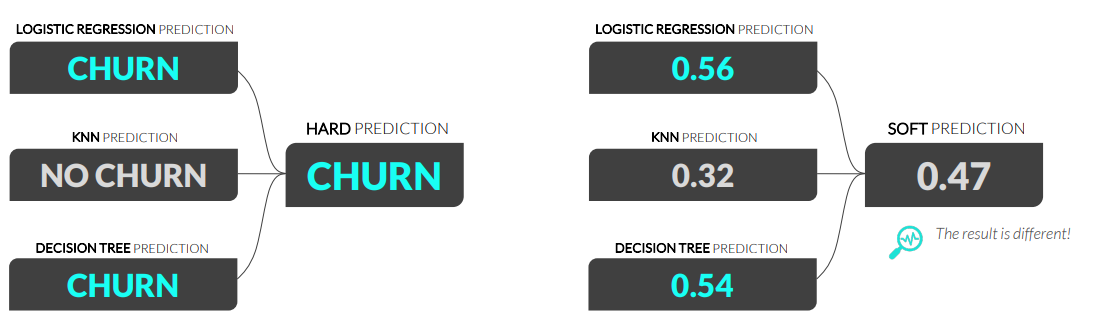 LOGISTIC REGRESSION PREDICTION
CHURN
KNN PREDICTION
NO CHURN
DECISION TREE PREDICTION
CHURN
HARD PREDICTION
CHURN
LOGISTIC REGRESSION PREDICTION
0.56
KNN PREDICTION
0.32
DECISION TREE PREDICTION
0.54
SOFT PREDICTION
0.47
The result is different!